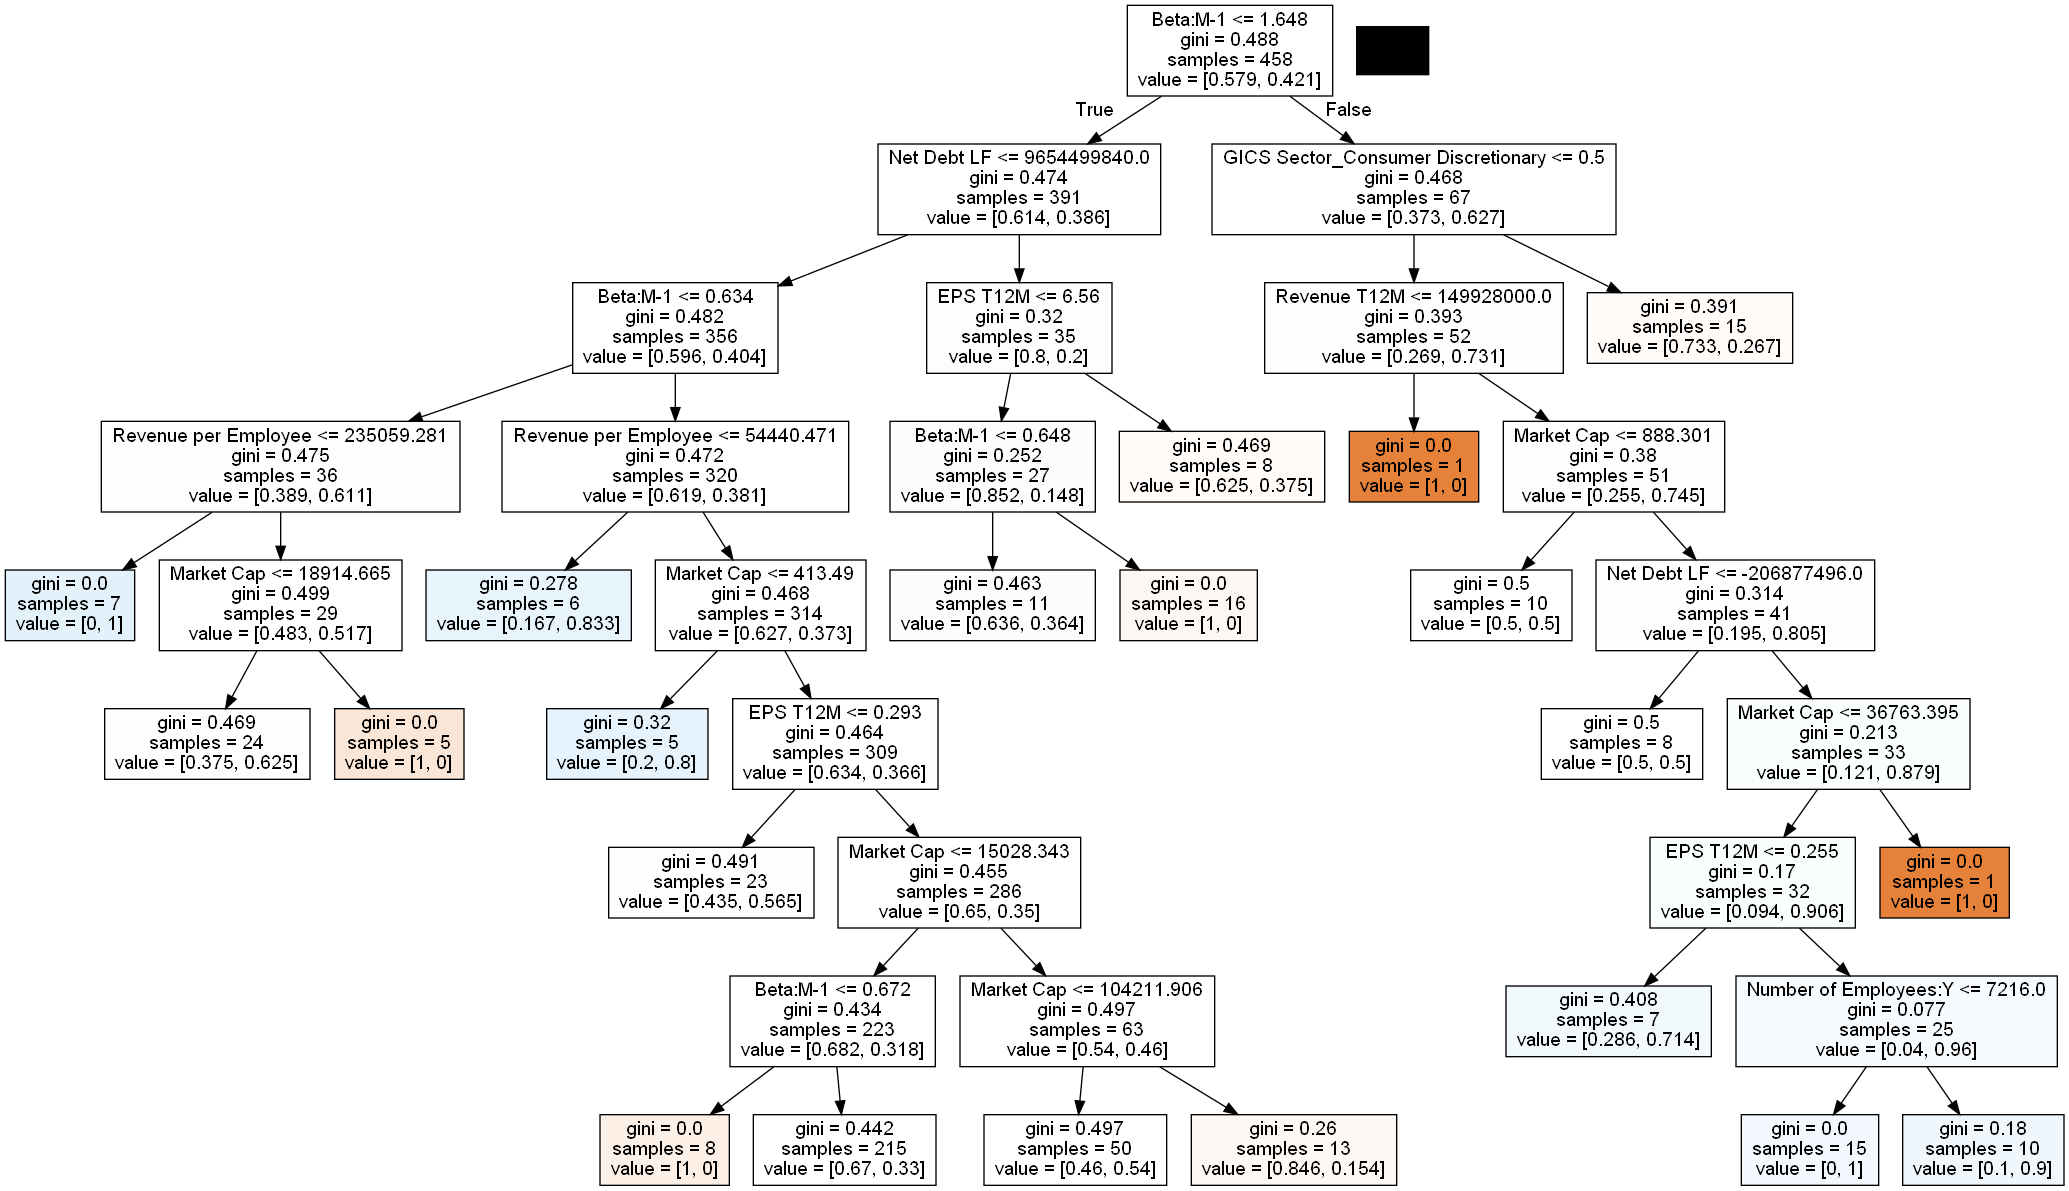 Beta:M-1 <= 1.648
gini = 0.488
samples = 458
value = [0.579, 0.421]
True
False
Net Debt LF <= 9654499840.0
gini = 0.474
samples = 391
value = [0.614, 0.386]
GICS Sector_Consumer Discretionary <= 0.5
gini = 0.468
samples = 67
value = [0.373, 0.627]
Beta:M-1 <= 0.634
gini = 0.482
samples = 356
value = [0.596, 0.404]
EPS T12M <= 6.56
gini = 0.32
samples = 35
value = [0.8, 0.2]
Revenue T12M <= 149928000.0
gini = 0.393
samples = 52
value = [0.269, 0.731]
gini = 0.391
samples = 15
value = [0.733, 0.267]
Revenue per Employee <= 235059.281
gini = 0.475
samples = 36
value = [0.389, 0.611]
Revenue per Employee <= 54440.471
gini = 0.472
samples = 320
value = [0.619, 0.381]
Beta:M-1 <= 0.648
gini = 0.252
samples = 27
value = [0.852, 0.148]
gini = 0.469
samples = 8
value = [0.625, 0.375]
gini = 0.0
samples = 1
value = [1, 0]
Market Cap <= 888.301
gini = 0.38
samples = 51
value = [0.255, 0.745]
gini = 0.0
samples = 7
value = [0, 1]
Market Cap <= 18914.665
gini = 0.499
samples = 29
value = [0.483, 0.517]
gini = 0.278
samples = 6
value = [0.167, 0.833]
Market Cap <= 413.49
gini = 0.468
samples = 314
value = [0.627, 0.373]
gini = 0.463
samples = 11
value = [0.636, 0.364]
gini = 0.0
samples = 16
value = [1, 0]
gini = 0.5
samples = 10
value = [0.5, 0.5]
Net Debt LF <= -206877496.0
gini = 0.314
samples = 41
value = [0.195, 0.805]
gini = 0.469
samples = 24
value = [0.375, 0.625]
gini = 0.0
samples = 5
value = [1, 0]
gini = 0.32
samples = 5
value = [0.2, 0.8]
EPS T12M <= 0.293
gini = 0.464
samples = 309
value = [0.634, 0.366]
gini = 0.5
samples = 8
value = [0.5, 0.5]
Market Cap <= 36763.395
gini = 0.213
samples = 33
value = [0.121, 0.879]
gini = 0.491
samples = 23
value = [0.435, 0.565]
Market Cap <= 15028.343
gini = 0.455
samples = 286
value = [0.65, 0.35]
EPS T12M <= 0.255
gini = 0.17
samples = 32
value = [0.094, 0.906]
gini = 0.0
samples = 1
value = [1, 0]
Beta:M-1 <= 0.672
gini = 0.434
samples = 223
value = [0.682, 0.318]
Market Cap <= 104211.906
gini = 0.497
samples = 63
value = [0.54, 0.46]
gini = 0.408
samples = 7
value = [0.286, 0.714]
Number of Employees:Y <= 7216.0
gini = 0.077
samples = 25
value = [0.04, 0.96]
gini = 0.0
samples = 8
value = [1, 0]
gini = 0.442
samples = 215
value = [0.67, 0.33]
gini = 0.497
samples = 50
value = [0.46, 0.54]
gini = 0.26
samples = 13
value = [0.846, 0.154]
gini = 0.0
samples = 15
value = [0, 1]
gini = 0.18
samples = 10
value = [0.1, 0.9]